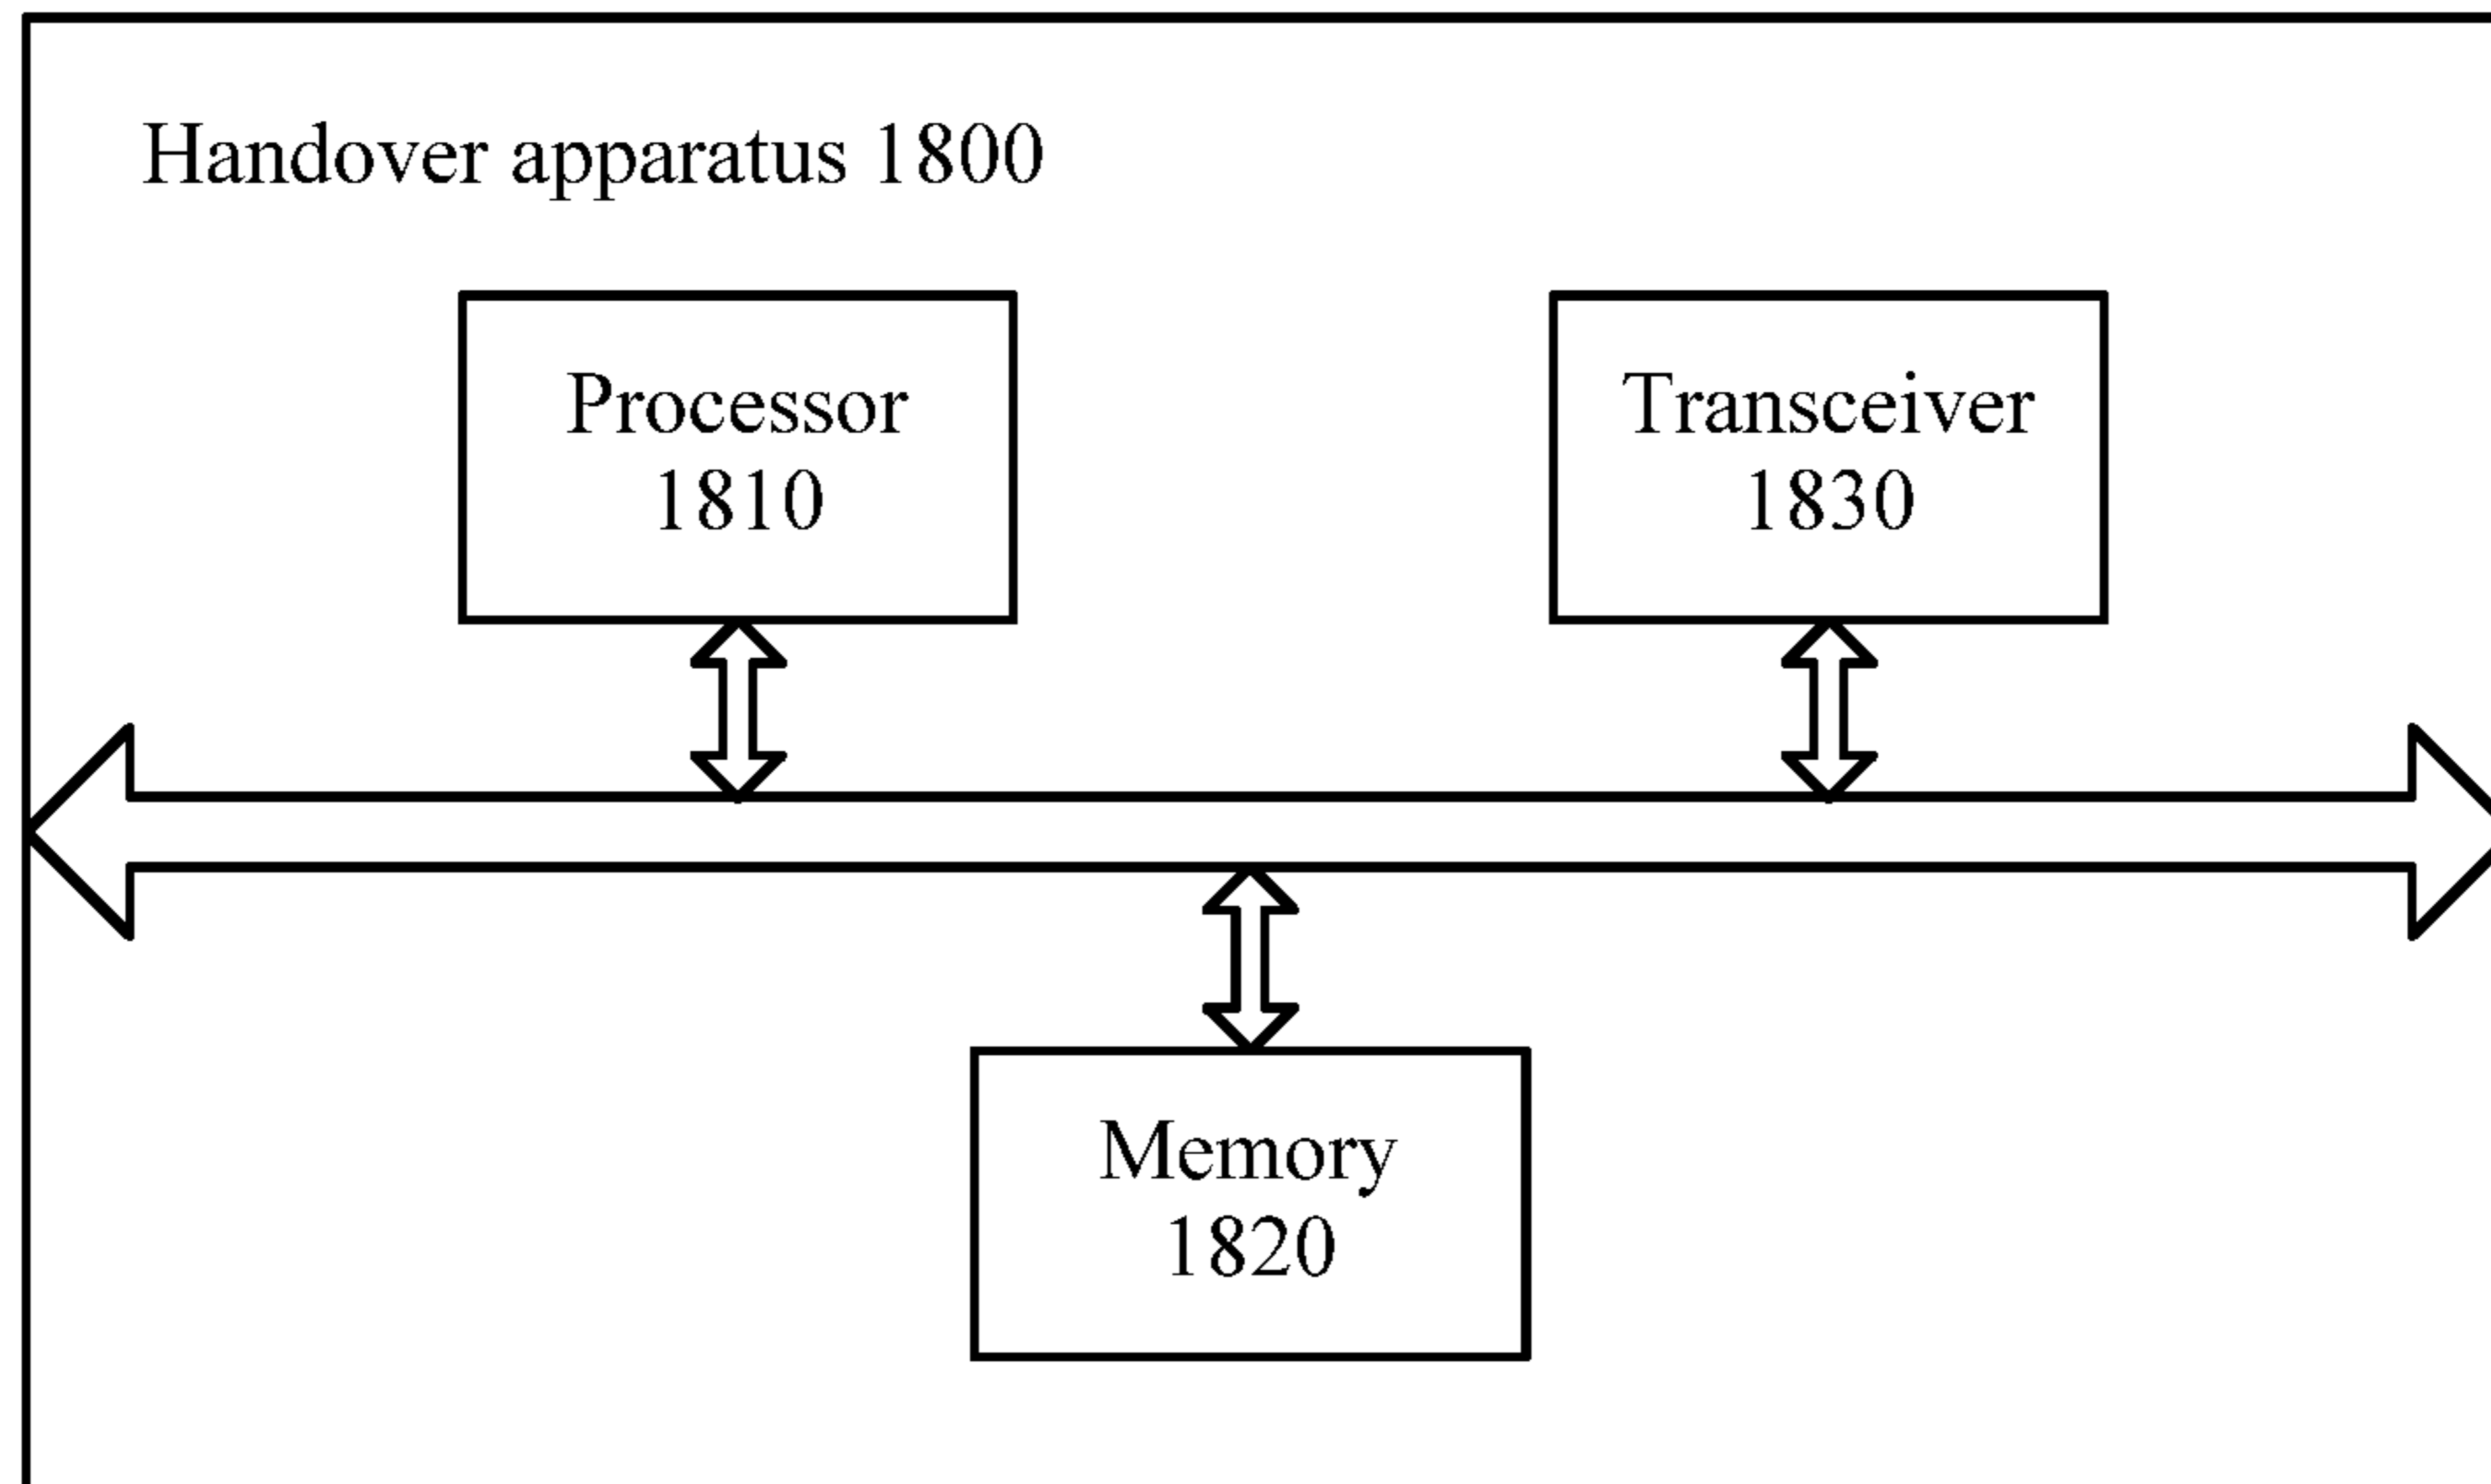 Handover apparatus 1800
Processor
1810
Transceiver
1830
Memory
1820